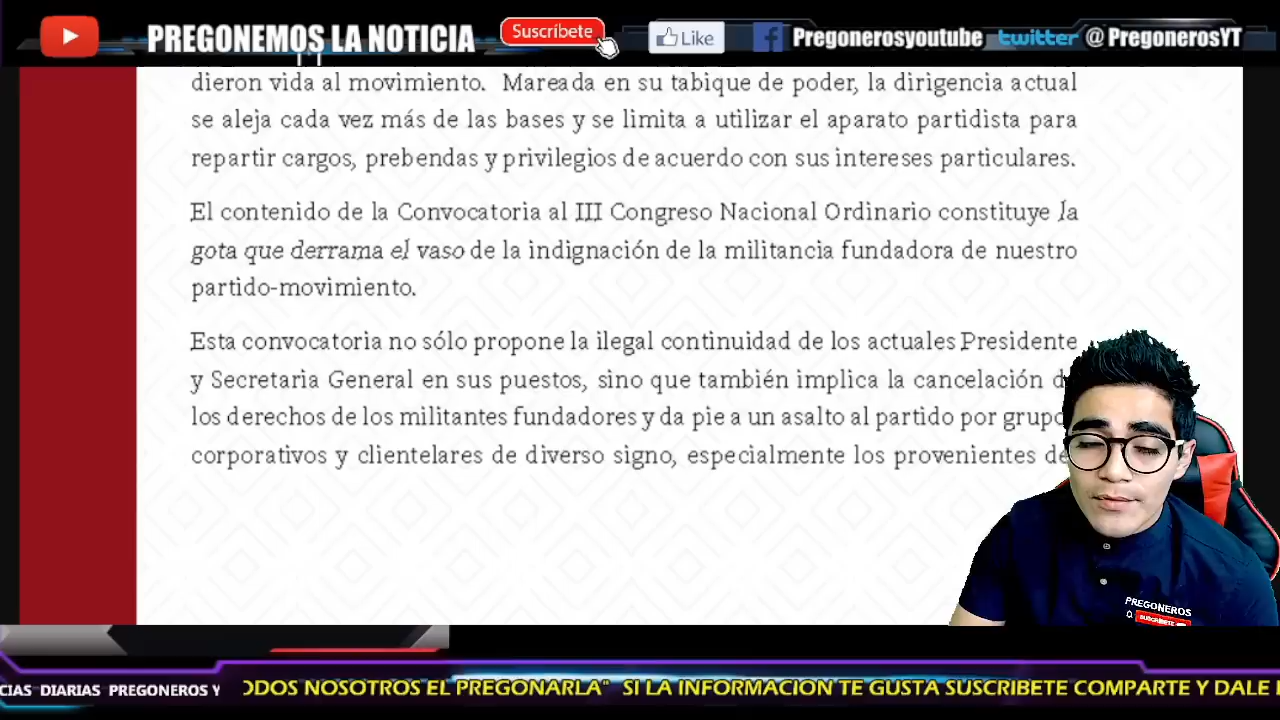 PREGONEMOS LA NOTICIA Suscríbete Like Pregonerosyoutube twitter @PregonerosYT
dieron vida al movimiento. Mareada en su tabique de poder, la dirigencia actual
se aleja cada vez más de las bases y se limita a utilizar el aparato partidista para
repartir cargos, prebendas y privilegios de acuerdo con sus intereses particulares.
El contenido de la Convocatoria al III Congreso Nacional Ordinario constituye la
gota que derrama el vaso de la indignación de la militancia fundadora de nuestro
partido-movimiento.
Esta convocatoria no sólo propone la ilegal continuidad de los actuales Presidente
y Secretaria General en sus puestos, sino que también implica la cancelación d
los derechos de los militantes fundadores y da pie a un asalto al partido por grupo
corporativos y clientelares de diverso signo, especialmente los provenientes de
PREGONEROS
SUSCRIBETE
CIAS DIARIAS PREGONEROS Y
ODOS NOSOTROS EL PREGONARLA" SI LA INFORMACION TE GUSTA SUSCRIBETE COMPARTE Y DALE